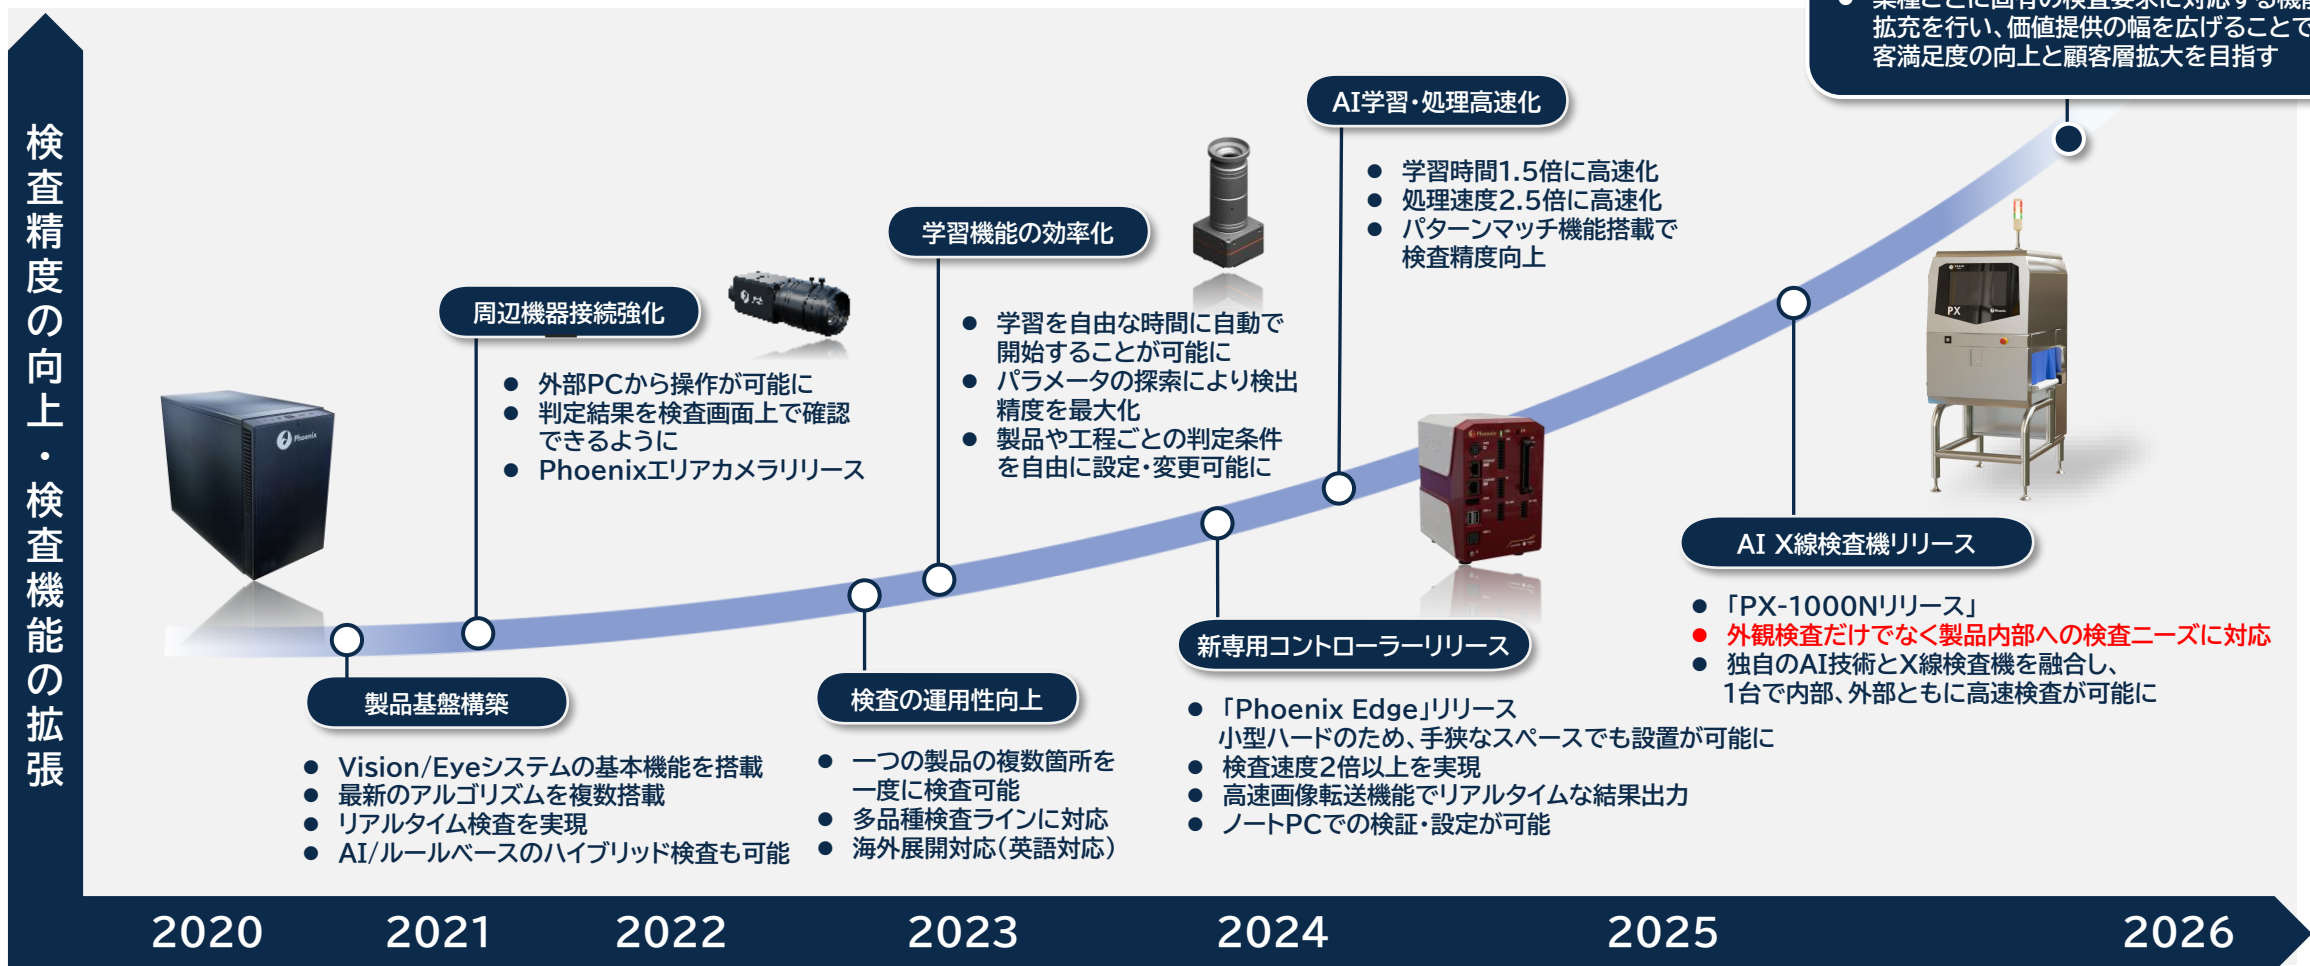 検査精度の向上・検査機能の拡張
業種ごとに固有の検査要求に対応する機能
拡充を行い、価値提供の幅を広げることで
客満足度の向上と顧客層拡大を目指す
AI学習・処理高速化
● 学習時間1.5倍に高速化
● 処理速度2.5倍に高速化
● パターンマッチ機能搭載で
検査精度向上
学習機能の効率化
● 学習を自由な時間に自動で
開始することが可能に
● パラメータの探索により検出
精度を最大化
● 製品や工程ごとの判定条件
を自由に設定・変更可能に
周辺機器接続強化
● 外部PCから操作が可能に
● 判定結果を検査画面上で確認
できるように
● Phoenixエリアカメラリリース
Phoenix
Phoenix
PX
Phoenix
製品基盤構築
● Vision/Eyeシステムの基本機能を搭載
● 最新のアルゴリズムを複数搭載
● リアルタイム検査を実現
● AI/ルールベースのハイブリッド検査も可能
検査の運用性向上
● 一つの製品の複数箇所を
一度に検査可能
● 多品種検査ラインに対応
● 海外展開対応(英語対応)
新専用コントローラーリリース
● 「Phoenix Edge」リリース
小型ハードのため、手狭なスペースでも設置が可能に
● 検査速度2倍以上を実現
● 高速画像転送機能でリアルタイムな結果出力
● ノートPCでの検証・設定が可能
AI X線検査機リリース
● 「PX-1000Nリリース」
● 外観検査だけでなく製品内部への検査ニーズに対応
● 独自のAI技術とX線検査機を融合し、
1台で内部、外部ともに高速検査が可能に
2020 2021 2022 2023 2024 2025 2026